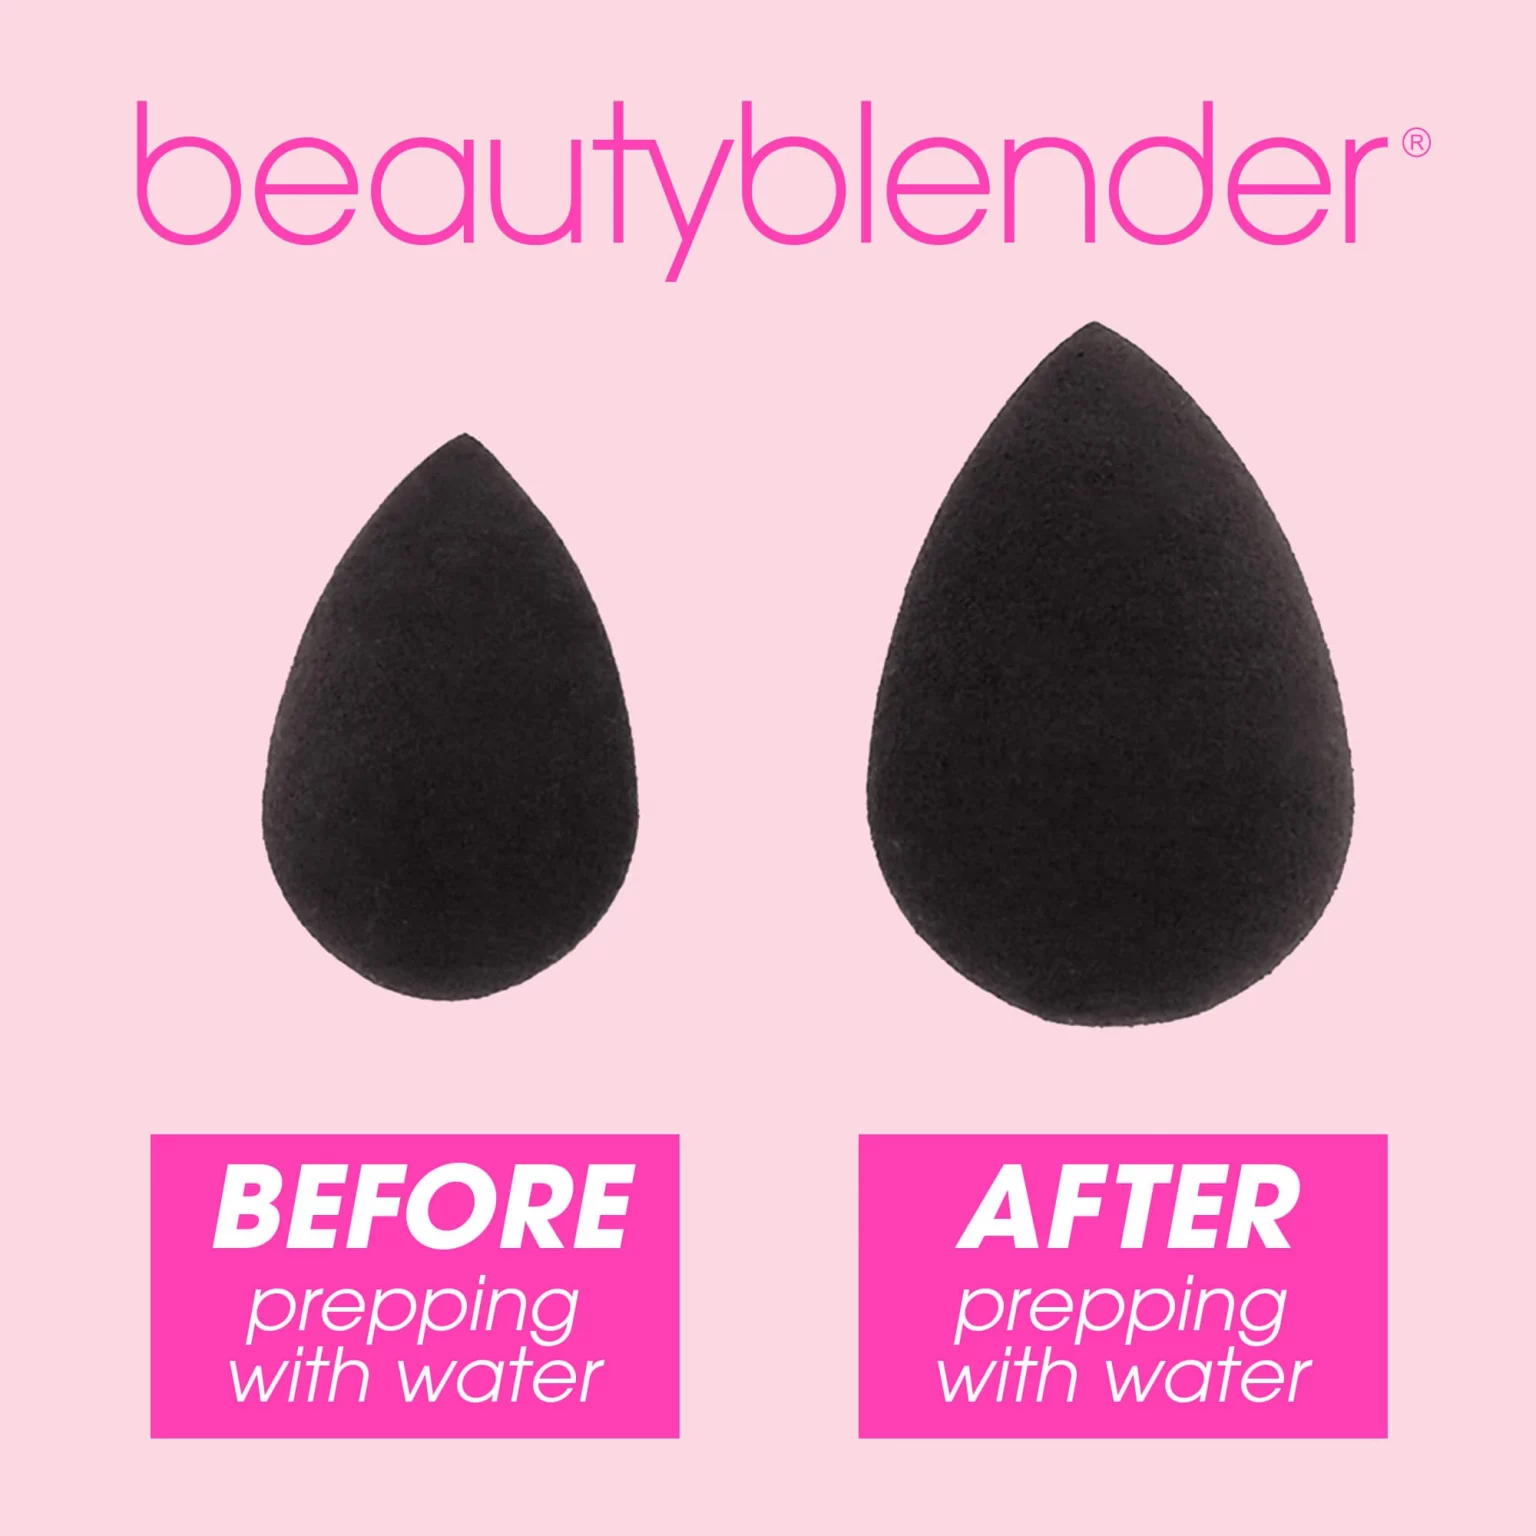 beautyblender®
BEFORE
prepping
with water
AFTER
prepping
with water